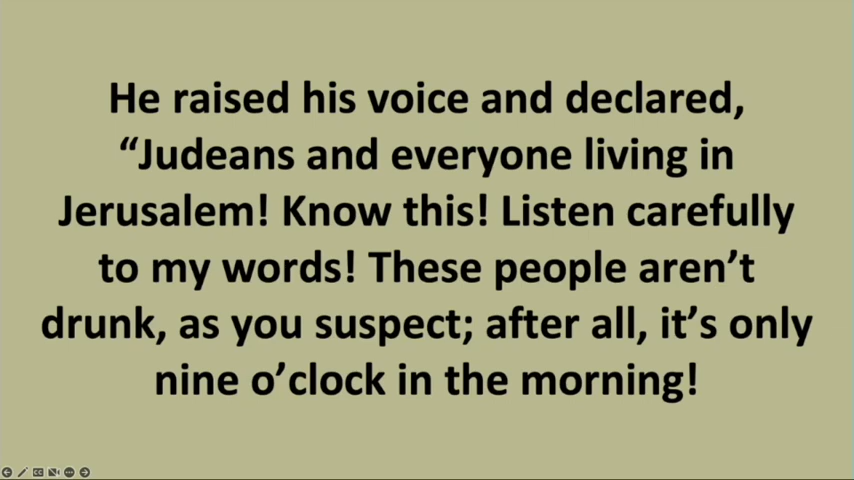 He raised his voice and declared,
“Judeans and everyone living in
Jerusalem! Know this! Listen carefully
to my words! These people aren’t
drunk, as you suspect; after all, it’s only
nine o’clock in the morning!